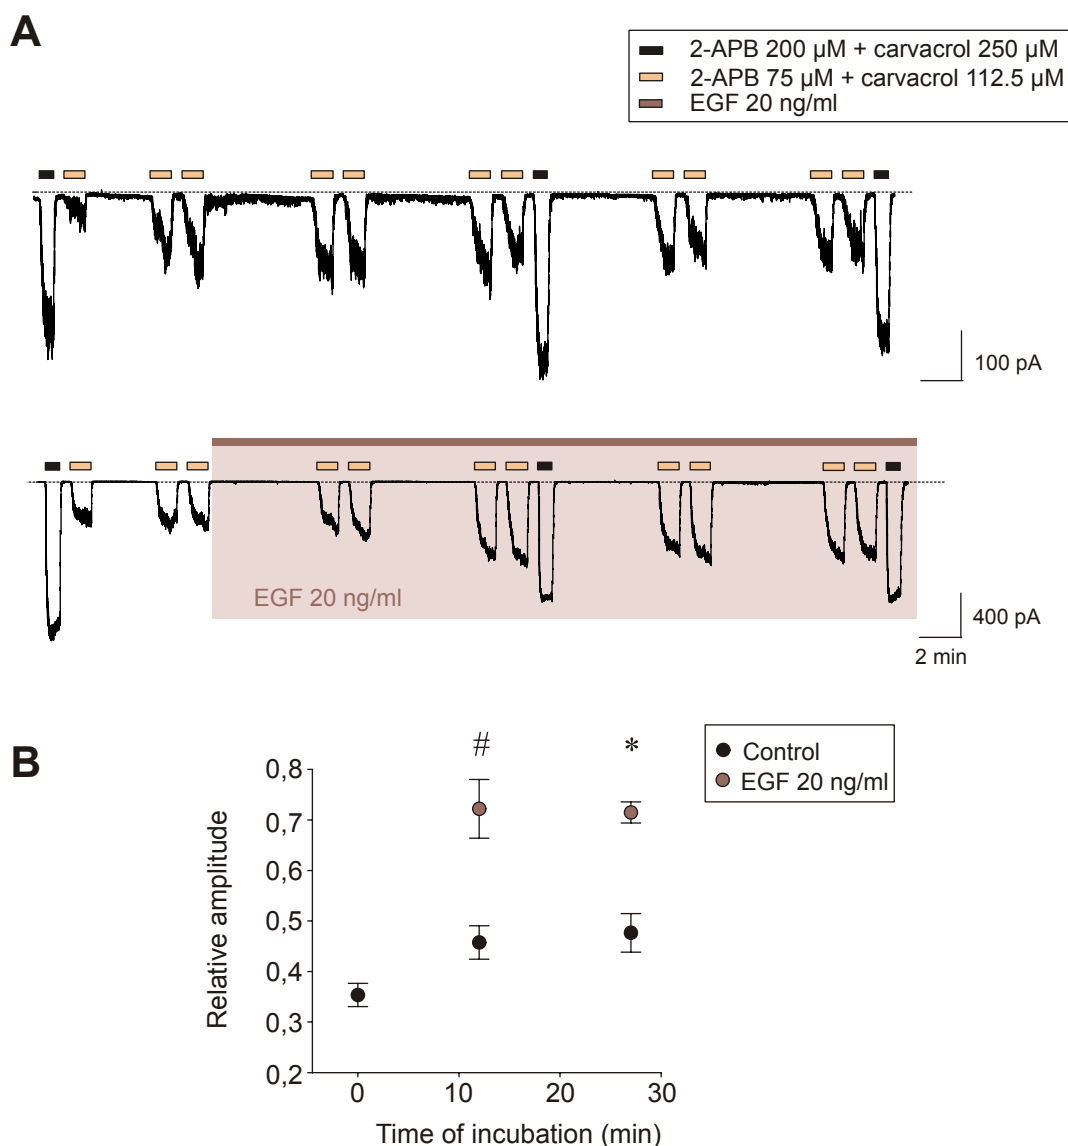 A
2-APB 200 µM + carvacrol 250 µM
2-APB 75 µM + carvacrol 112.5 µM
EGF 20 ng/ml
100 pA
EGF 20 ng/ml
400 pA
2 min
B
# *
Control
EGF 20 ng/ml
0,8
0,7
0,6
0,5
0,4
0,3
0,2
Relative amplitude
0 10 20 30
Time of incubation (min)